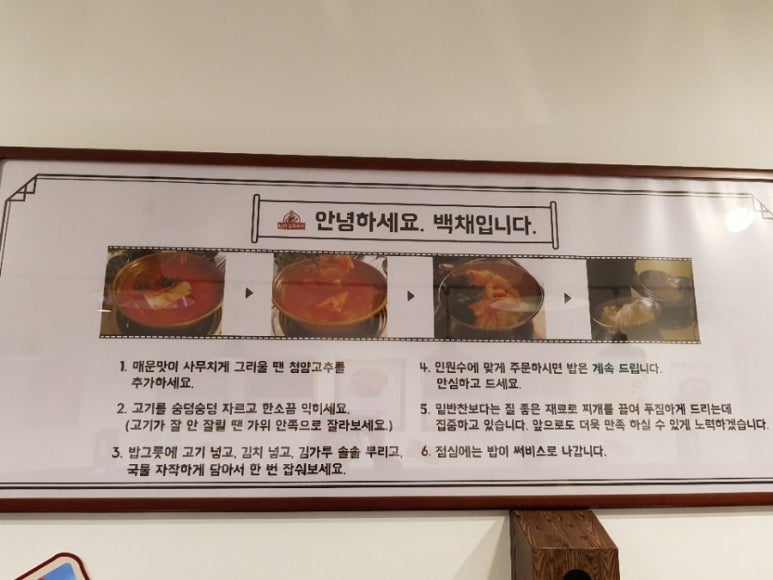 안녕하세요. 백채입니다.
1. 매운맛이 사무치게 그리울 땐 청양고추를
추가하세요.
2. 고기를 숭덩숭덩 자르고 한소끔 익히세요.
(고기가 잘 안 잘릴 땐 가위 안쪽으로 잘라보세요.)
3. 밥그릇에 고기 넣고, 김치 넣고, 김가루 솔솔 뿌리고,
국물 자작하게 담아서 한 번 잡숴보세요.
4. 인원수에 맞게 주문하시면 밥은 계속 드립니다.
안심하고 드세요.
5. 밑반찬보다는 질 좋은 재료로 찌개를 끓여 푸짐하게 드리는데
집중하고 있습니다. 앞으로도 더욱 만족 하실 수 있게 노력하겠습니다.
6. 점심에는 밥이 써비스로 나갑니다.